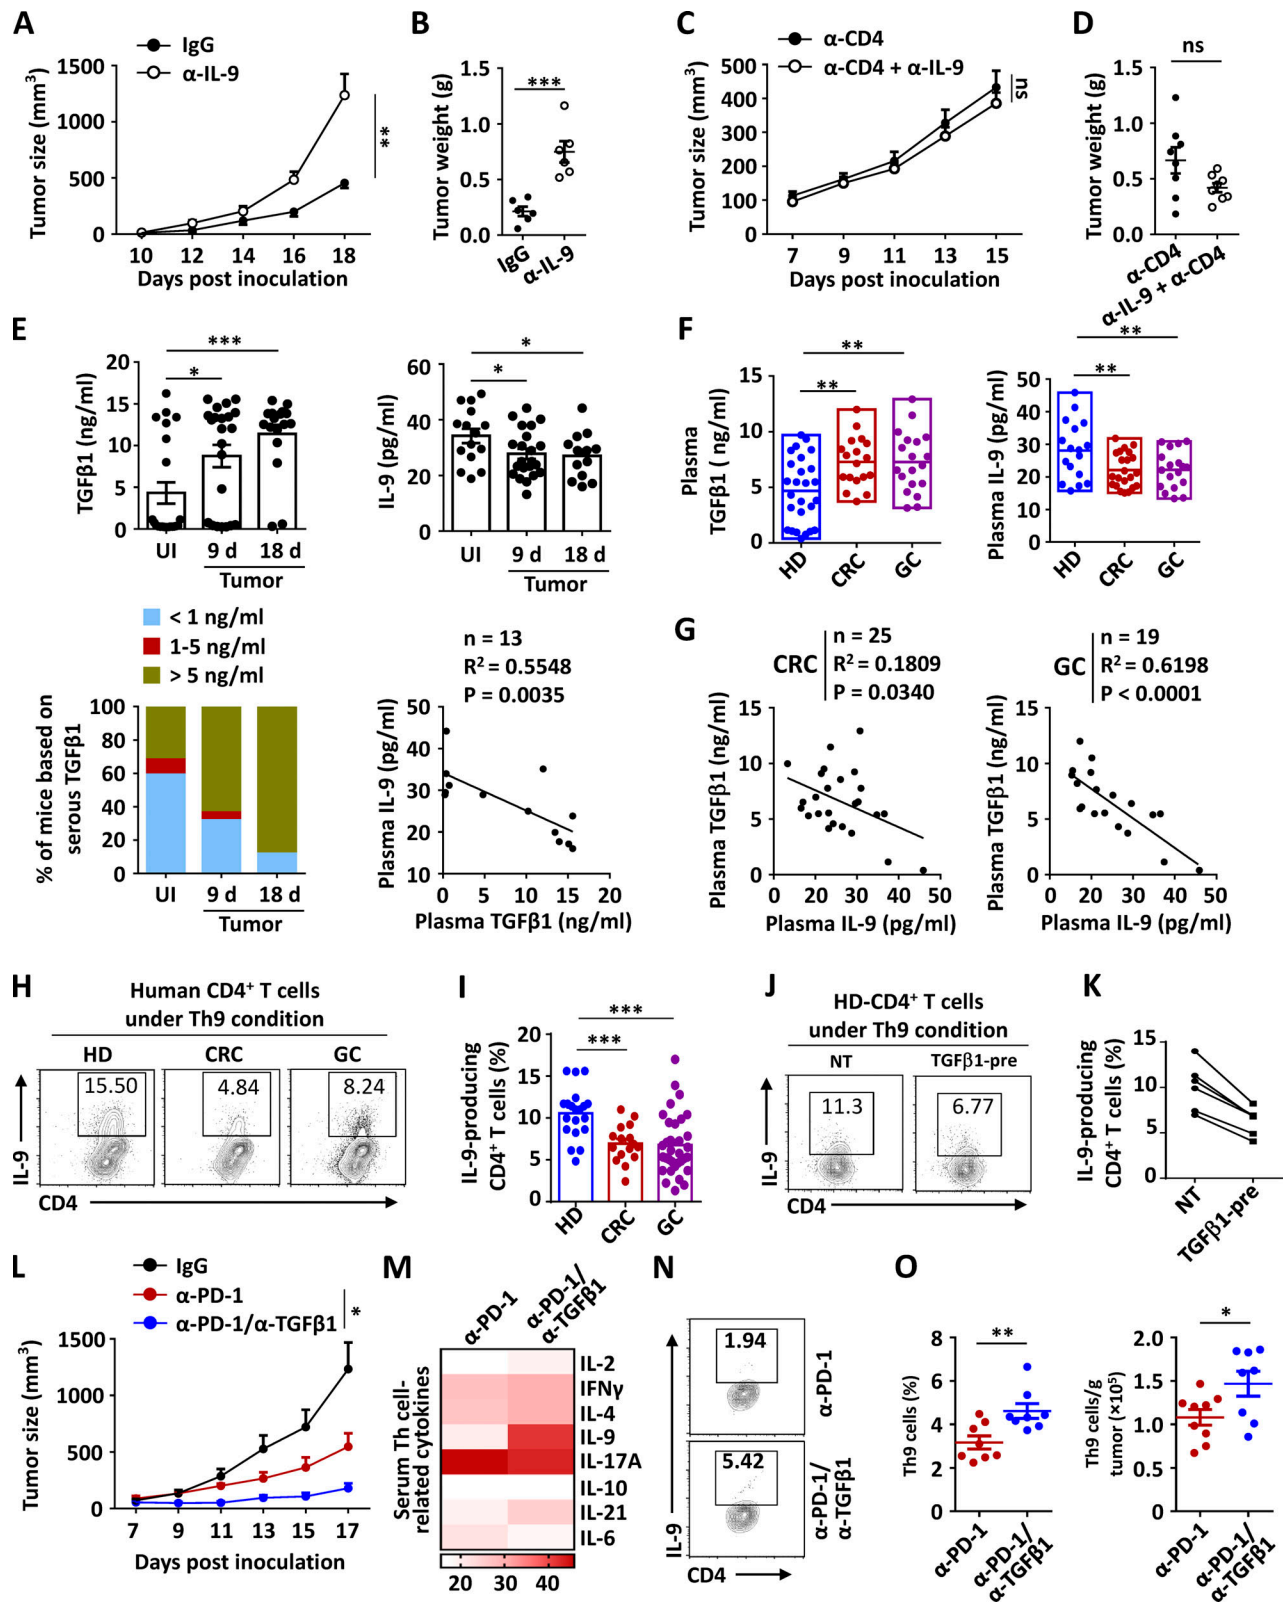 A
IgG
α-IL-9
Tumor size (mm³)
1500
1000
500
0
10 12 14 16 18
Days post inoculation
**
B
Tumor weight (g)
1.5
1.0
0.5
0.0
***
IgG
α-IL-9
C
α-CD4
α-CD4 + α-IL-9
Tumor size (mm³)
500
400
300
200
100
0
7 9 11 13 15
Days post inoculation
ns
D
ns
Tumor weight (g)
1.5
1.0
0.5
0.0
α-CD4
α-IL-9 + α-CD4
E
TGFβ1 (ng/ml)
20
15
10
5
0
***
*
UI 9 d 18 d
Tumor
IL-9 (pg/ml)
60
40
20
0
*
*
UI 9 d 18 d
Tumor
< 1 ng/ml
1-5 ng/ml
> 5 ng/ml
% of mice based on
serous TGFβ1
100
80
60
40
20
0
UI 9 d 18 d
Tumor
n = 13
R² = 0.5548
P = 0.0035
Plasma IL-9 (pg/ml)
50
40
30
20
10
0 5 10 15 20
Plasma TGFβ1 (ng/ml)
F
Plasma
TGFβ1 ( ng/ml)
15
10
5
0
**
**
HD CRC GC
Plasma IL-9 (pg/ml)
50
40
30
20
10
0
**
**
HD CRC GC
G
CRC
n = 25
R² = 0.1809
P = 0.0340
Plasma TGFβ1 (ng/ml)
15
10
5
0
0 10 20 30 40 50
Plasma IL-9 (pg/ml)
GC
n = 19
R² = 0.6198
P < 0.0001
Plasma TGFβ1 (ng/ml)
15
10
5
0
0 10 20 30 40 50
Plasma IL-9 (pg/ml)
H
Human CD4⁺ T cells
under Th9 condition
HD CRC GC
15.50 4.84 8.24
IL-9
CD4
I
IL-9-producing
CD4⁺ T cells (%)
20
15
10
5
0
***
***
HD CRC GC
J
HD-CD4⁺ T cells
under Th9 condition
NT TGFβ1-pre
11.3 6.77
IL-9
CD4
K
IL-9-producing
CD4⁺ T cells (%)
15
10
5
0
NT
TGFβ1-pre
L
IgG
α-PD-1
α-PD-1/α-TGFβ1
*
Tumor size (mm³)
1500
1000
500
0
7 9 11 13 15 17
Days post inoculation
M
α-PD-1
α-PD-1/
α-TGFβ1
Serum Th cell-
related cytokines
IL-2
IFNγ
IL-4
IL-9
IL-17A
IL-10
IL-21
IL-6
20 30 40
N
1.94
α-PD-1
5.42
α-PD-1/
α-TGFβ1
IL-9
CD4
O
Th9 cells (%)
8
6
4
2
0
**
α-PD-1
α-PD-1/
α-TGFβ1
Th9 cells/g
tumor (×10⁵)
2.0
1.5
1.0
0.5
0
*
α-PD-1
α-PD-1/
α-TGFβ1